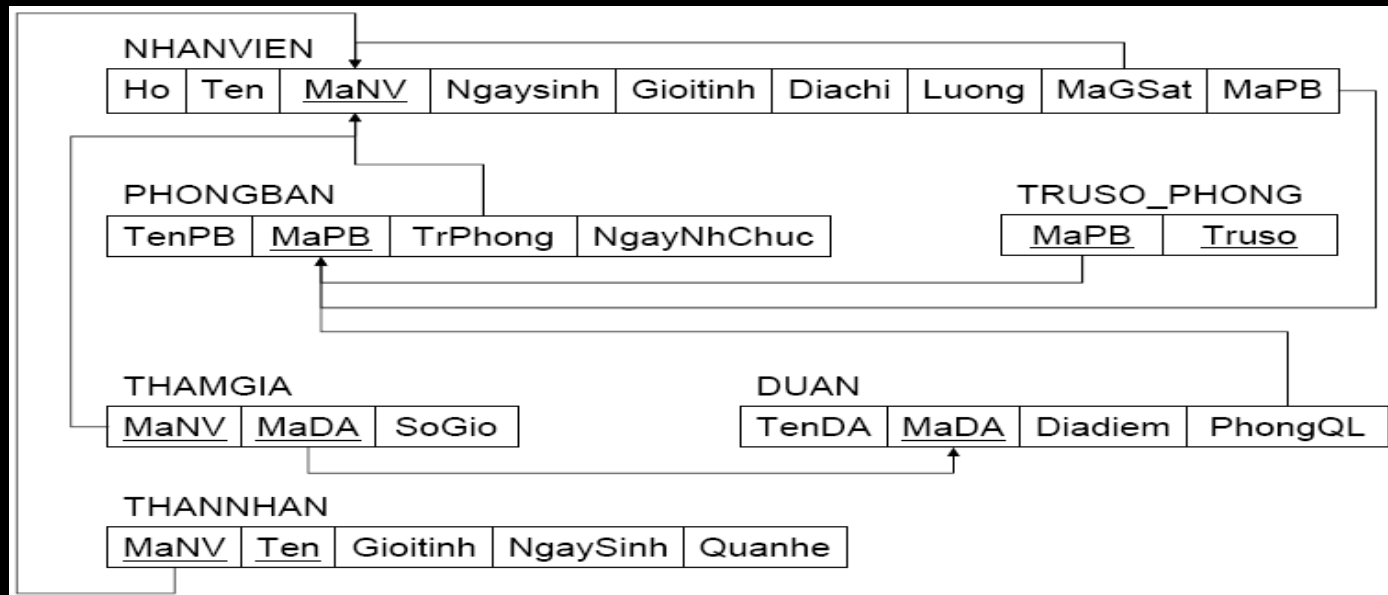 NHANVIEN
Ho Ten MaNV Ngaysinh Gioitinh Diachi Luong MaGSat MaPB
PHONGBAN
TenPB MaPB TrPhong NgayNhChuc
TRUSO_PHONG
MaPB Truso
THAMGIA
MaNV MaDA SoGio
DUAN
TenDA MaDA Diadiem PhongQL
THANNHAN
MaNV Ten Gioitinh NgaySinh Quanhe